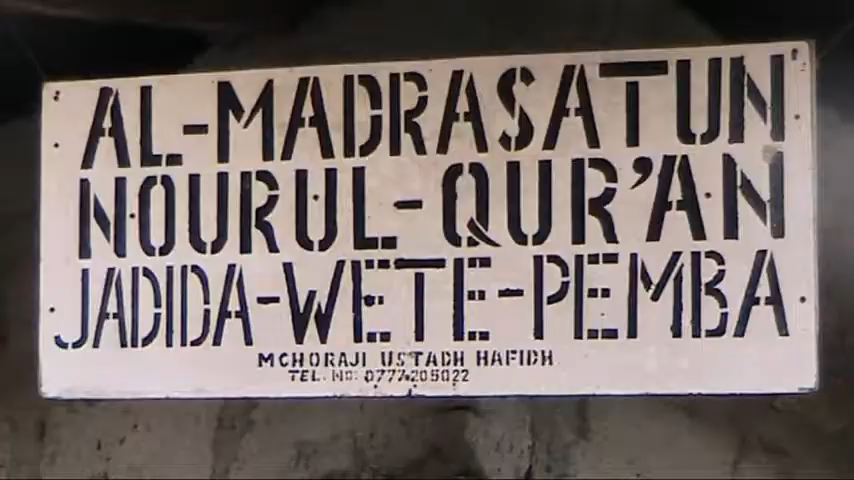 AL-MADRASATUN
NOURUL-QUR'AN
JADIDA-WETE-PEMBA
MCHORAJI USTADH HAFIDH
TEL. NO: 0777205022